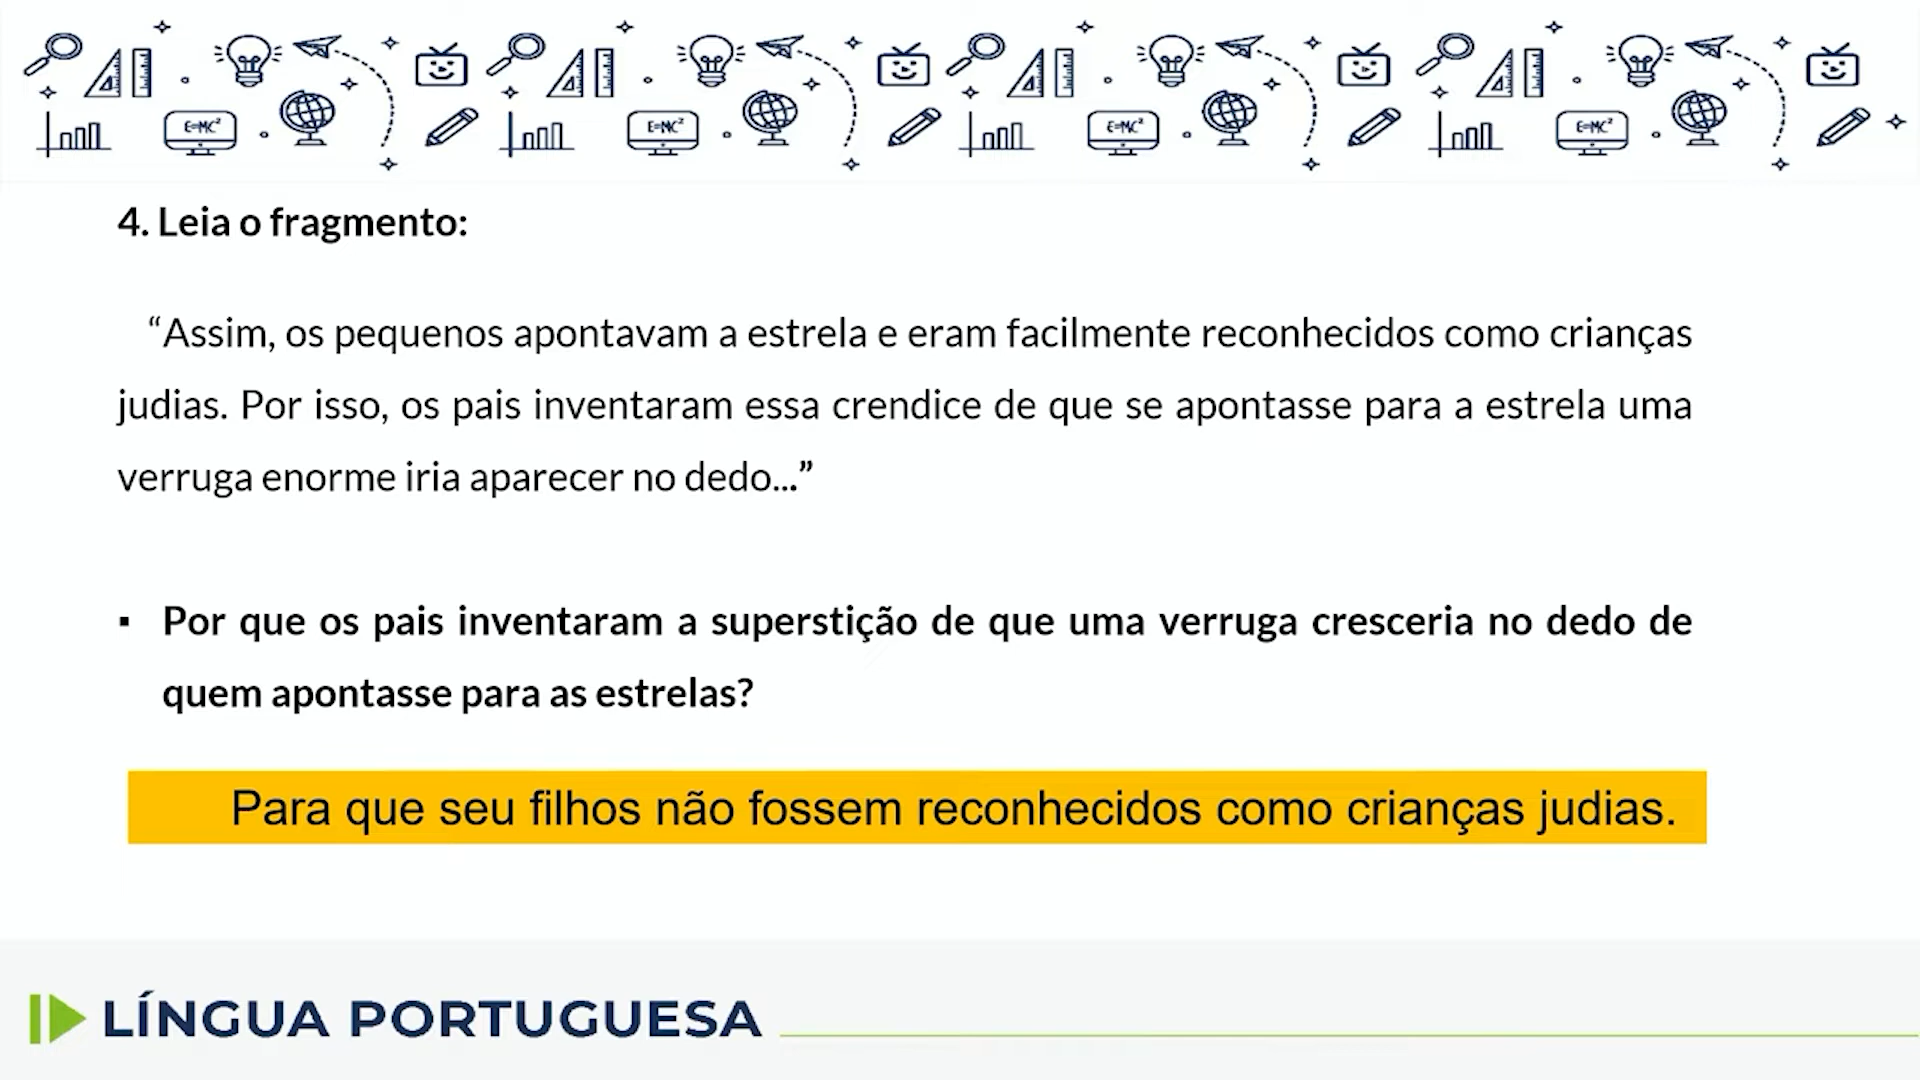 E=MC² E=MC² E=MC² E=MC²
4. Leia o fragmento:
“Assim, os pequenos apontavam a estrela e eram facilmente reconhecidos como crianças
judias. Por isso, os pais inventaram essa crendice de que se apontasse para a estrela uma
verruga enorme iria aparecer no dedo...”
▪ Por que os pais inventaram a superstição de que uma verruga cresceria no dedo de
quem apontasse para as estrelas?
Para que seu filhos não fossem reconhecidos como crianças judias.
LÍNGUA PORTUGUESA